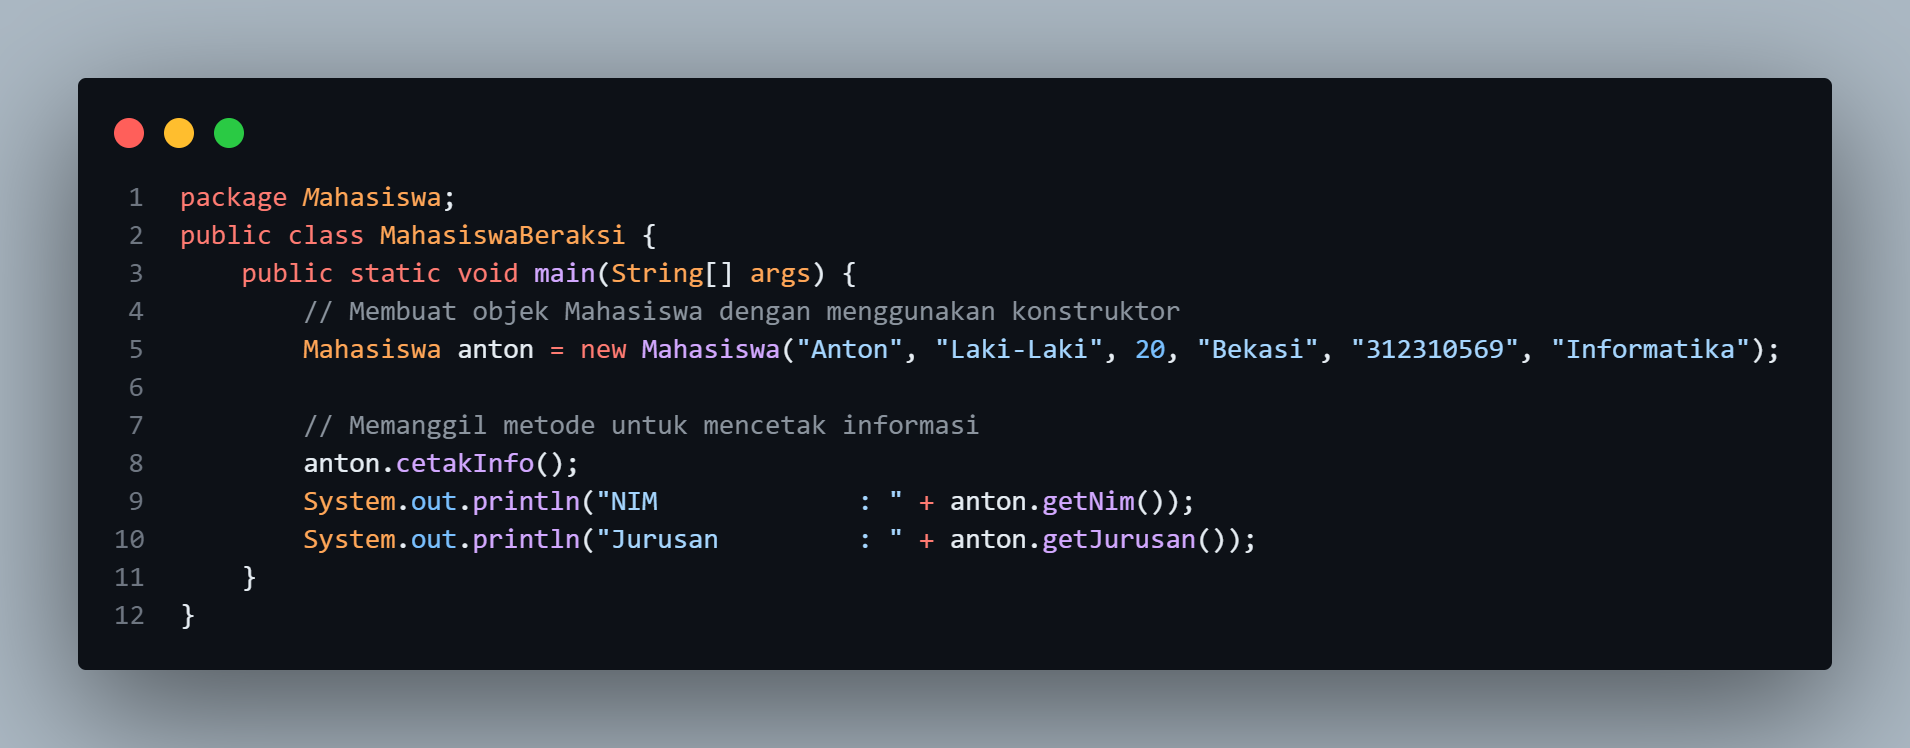 1 package Mahasiswa;
2 public class MahasiswaBeraksi {
3     public static void main(String[] args) {
4         // Membuat objek Mahasiswa dengan menggunakan konstruktor
5         Mahasiswa anton = new Mahasiswa("Anton", "Laki-Laki", 20, "Bekasi", "312310569", "Informatika");
6
7         // Memanggil metode untuk mencetak informasi
8         anton.cetakInfo();
9         System.out.println("NIM             : " + anton.getNim());
10         System.out.println("Jurusan         : " + anton.getJurusan());
11     }
12 }